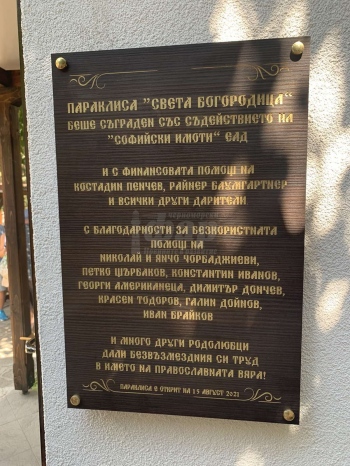 ПАРАКЛИСА "СВЕТА БОГОРОДИЦА"
БЕШЕ СЪГРАДЕН СЪС СЪДЕЙСТВИЕТО НА
"СОФИЙСКИ ИМОТИ" ЕАД
И С ФИНАНСОВАТА ПОМОЩ НА
КОСТАДИН ПЕНЧЕВ, РАЙНЕР БАУМГАРТНЕР
И ВСИЧКИ ДРУГИ ДАРИТЕЛИ
С БЛАГОДАРНОСТИ ЗА БЕЗКОРИСТНАТА
ПОМОЩ НА
НИКОЛАЙ И ЯНЧО ЧОРБАДЖИЕВИ,
ПЕТКО ЩЪРБАКОВ, КОНСТАНТИН ИВАНОВ,
ГЕОРГИ АМЕРИКАНЕЦА, ДИМИТЪР ДОНЧЕВ,
КРАСЕН ТОДОРОВ, ГАЛИН ДОЙНОВ,
ИВАН БРАЙКОВ
И МНОГО ДРУГИ РОДОЛЮБЦИ
ДАЛИ БЕЗВЪЗМЕЗДНИЯ СИ ТРУД
В ИМЕТО НА ПРАВОСЛАВНАТА ВЯРА!
ПАРАКЛИСА Е ОТКРИТ НА 15 АВГУСТ 2021